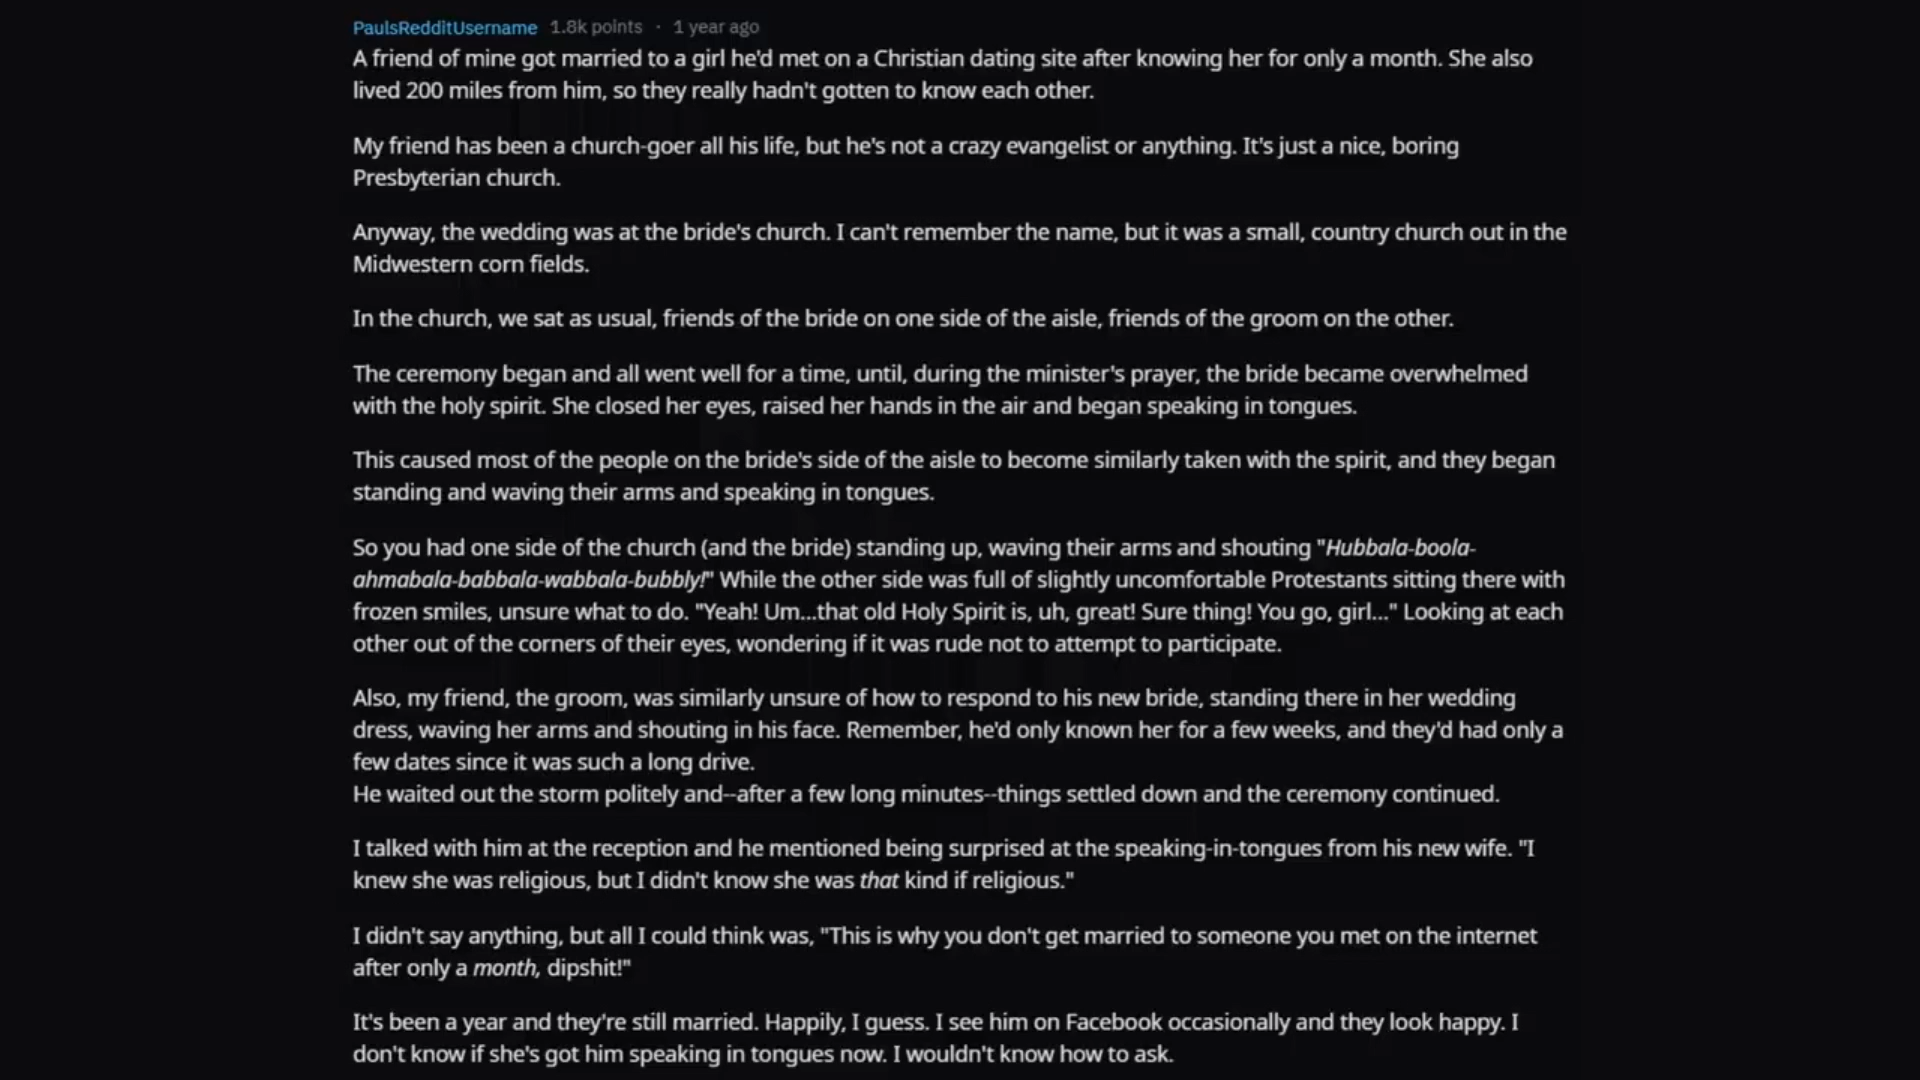 PaulsRedditUsername 1.8k points · 1 year ago
A friend of mine got married to a girl he'd met on a Christian dating site after knowing her for only a month. She also
lived 200 miles from him, so they really hadn't gotten to know each other.
My friend has been a church-goer all his life, but he's not a crazy evangelist or anything. It's just a nice, boring
Presbyterian church.
Anyway, the wedding was at the bride's church. I can't remember the name, but it was a small, country church out in the
Midwestern corn fields.
In the church, we sat as usual, friends of the bride on one side of the aisle, friends of the groom on the other.
The ceremony began and all went well for a time, until, during the minister's prayer, the bride became overwhelmed
with the holy spirit. She closed her eyes, raised her hands in the air and began speaking in tongues.
This caused most of the people on the bride's side of the aisle to become similarly taken with the spirit, and they began
standing and waving their arms and speaking in tongues.
So you had one side of the church (and the bride) standing up, waving their arms and shouting "Hubbala-boola-
ahmabala-babbala-wabbala-bubbly!" While the other side was full of slightly uncomfortable Protestants sitting there with
frozen smiles, unsure what to do. "Yeah! Um...that old Holy Spirit is, uh, great! Sure thing! You go, girl..." Looking at each
other out of the corners of their eyes, wondering if it was rude not to attempt to participate.
Also, my friend, the groom, was similarly unsure of how to respond to his new bride, standing there in her wedding
dress, waving her arms and shouting in his face. Remember, he'd only known her for a few weeks, and they'd had only a
few dates since it was such a long drive.
He waited out the storm politely and--after a few long minutes--things settled down and the ceremony continued.
I talked with him at the reception and he mentioned being surprised at the speaking-in-tongues from his new wife. "I
knew she was religious, but I didn't know she was that kind if religious."
I didn't say anything, but all I could think was, "This is why you don't get married to someone you met on the internet
after only a month, dipshit!"
It's been a year and they're still married. Happily, I guess. I see him on Facebook occasionally and they look happy. I
don't know if she's got him speaking in tongues now. I wouldn't know how to ask.